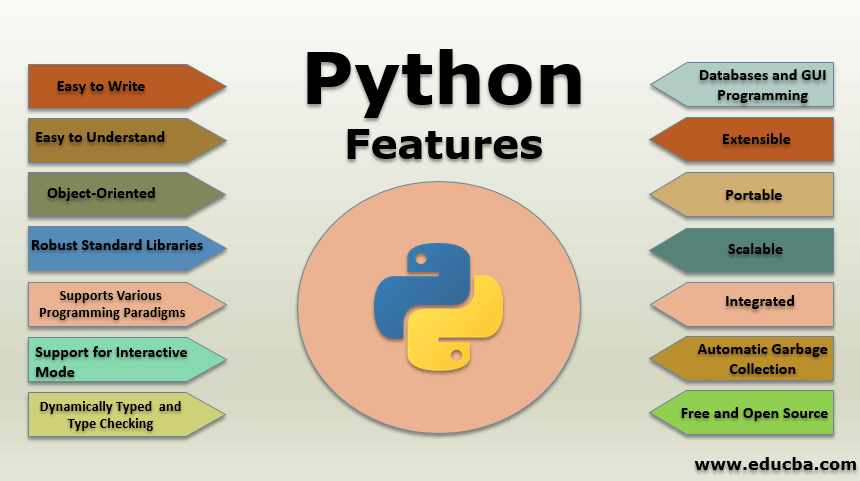 Python
Features
Easy to Write
Easy to Understand
Object-Oriented
Robust Standard Libraries
Supports Various
Programming Paradigms
Support for Interactive
Mode
Dynamically Typed and
Type Checking
Databases and GUI
Programming
Extensible
Portable
Scalable
Integrated
Automatic Garbage
Collection
Free and Open Source
www.educba.com